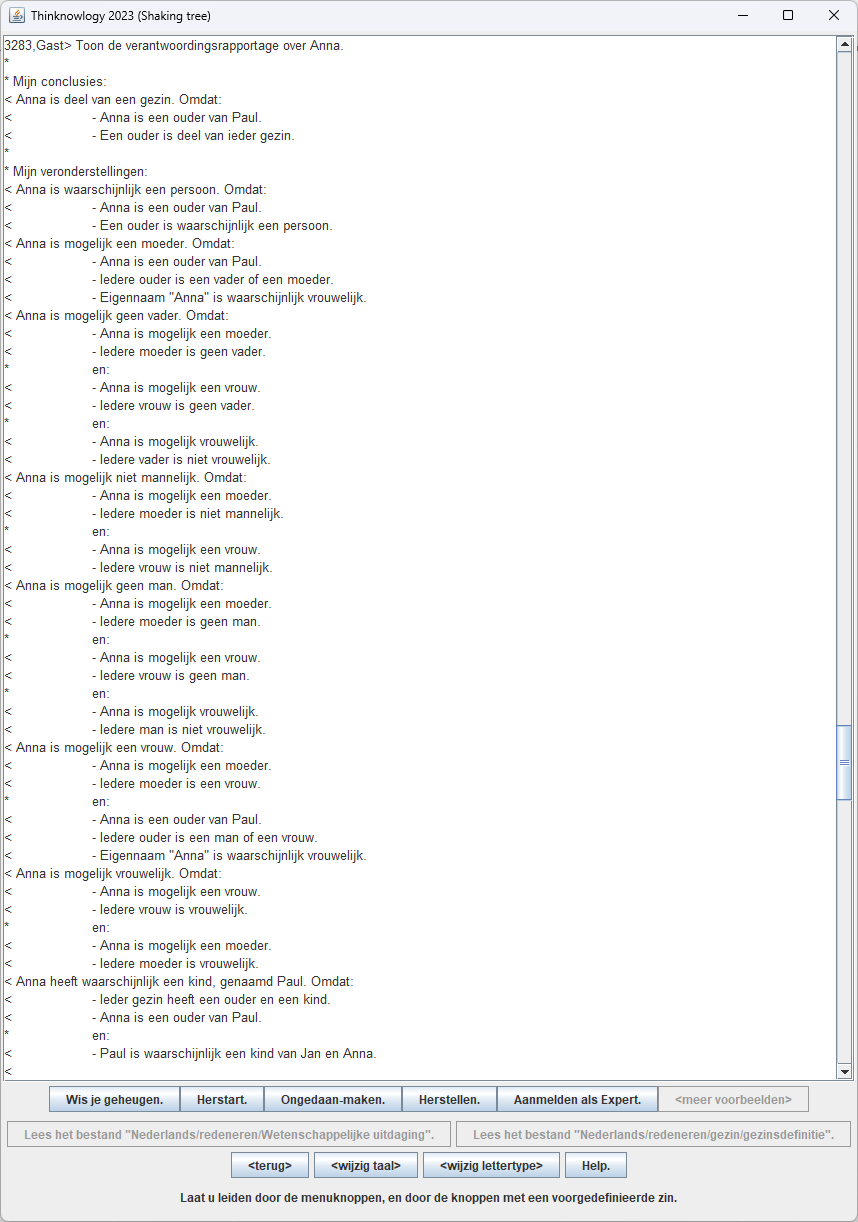 Thinknowlogy 2023 (Shaking tree)
3283,Gast> Toon de verantwoordingsrapportage over Anna.
*
* Mijn conclusies:
< Anna is deel van een gezin. Omdat:
< - Anna is een ouder van Paul.
< - Een ouder is deel van ieder gezin.
*
* Mijn veronderstellingen:
< Anna is waarschijnlijk een persoon. Omdat:
< - Anna is een ouder van Paul.
< - Een ouder is waarschijnlijk een persoon.
< Anna is mogelijk een moeder. Omdat:
< - Anna is een ouder van Paul.
< - Iedere ouder is een vader of een moeder.
< - Eigennaam "Anna" is waarschijnlijk vrouwelijk.
< Anna is mogelijk geen vader. Omdat:
< - Anna is mogelijk een moeder.
< - Iedere moeder is geen vader.
* en:
< - Anna is mogelijk een vrouw.
< - Iedere vrouw is geen vader.
* en:
< - Anna is mogelijk vrouwelijk.
< - Iedere vader is niet vrouwelijk.
< Anna is mogelijk niet mannelijk. Omdat:
< - Anna is mogelijk een moeder.
< - Iedere moeder is niet mannelijk.
* en:
< - Anna is mogelijk een vrouw.
< - Iedere vrouw is niet mannelijk.
< Anna is mogelijk geen man. Omdat:
< - Anna is mogelijk een moeder.
< - Iedere moeder is geen man.
* en:
< - Anna is mogelijk een vrouw.
< - Iedere vrouw is geen man.
* en:
< - Anna is mogelijk vrouwelijk.
< - Iedere man is niet vrouwelijk.
< Anna is mogelijk een vrouw. Omdat:
< - Anna is mogelijk een moeder.
< - Iedere moeder is een vrouw.
* en:
< - Anna is een ouder van Paul.
< - Iedere ouder is een man of een vrouw.
< - Eigennaam "Anna" is waarschijnlijk vrouwelijk.
< Anna is mogelijk vrouwelijk. Omdat:
< - Anna is mogelijk een vrouw.
< - Iedere vrouw is vrouwelijk.
* en:
< - Anna is mogelijk een moeder.
< - Iedere moeder is vrouwelijk.
< Anna heeft waarschijnlijk een kind, genaamd Paul. Omdat:
< - Ieder gezin heeft een ouder en een kind.
< - Anna is een ouder van Paul.
* en:
< - Paul is waarschijnlijk een kind van Jan en Anna.
<
Wis je geheugen. Herstart. Ongedaan-maken. Herstellen. Aanmelden als Expert. <meer voorbeelden>
Lees het bestand "Nederlands/redeneren/Wetenschappelijke uitdaging". Lees het bestand "Nederlands/redeneren/gezin/gezinsdefinitie".
<terug> <wijzig taal> <wijzig lettertype> Help.
Laat u leiden door de menuknoppen, en door de knoppen met een voorgedefinieerde zin.